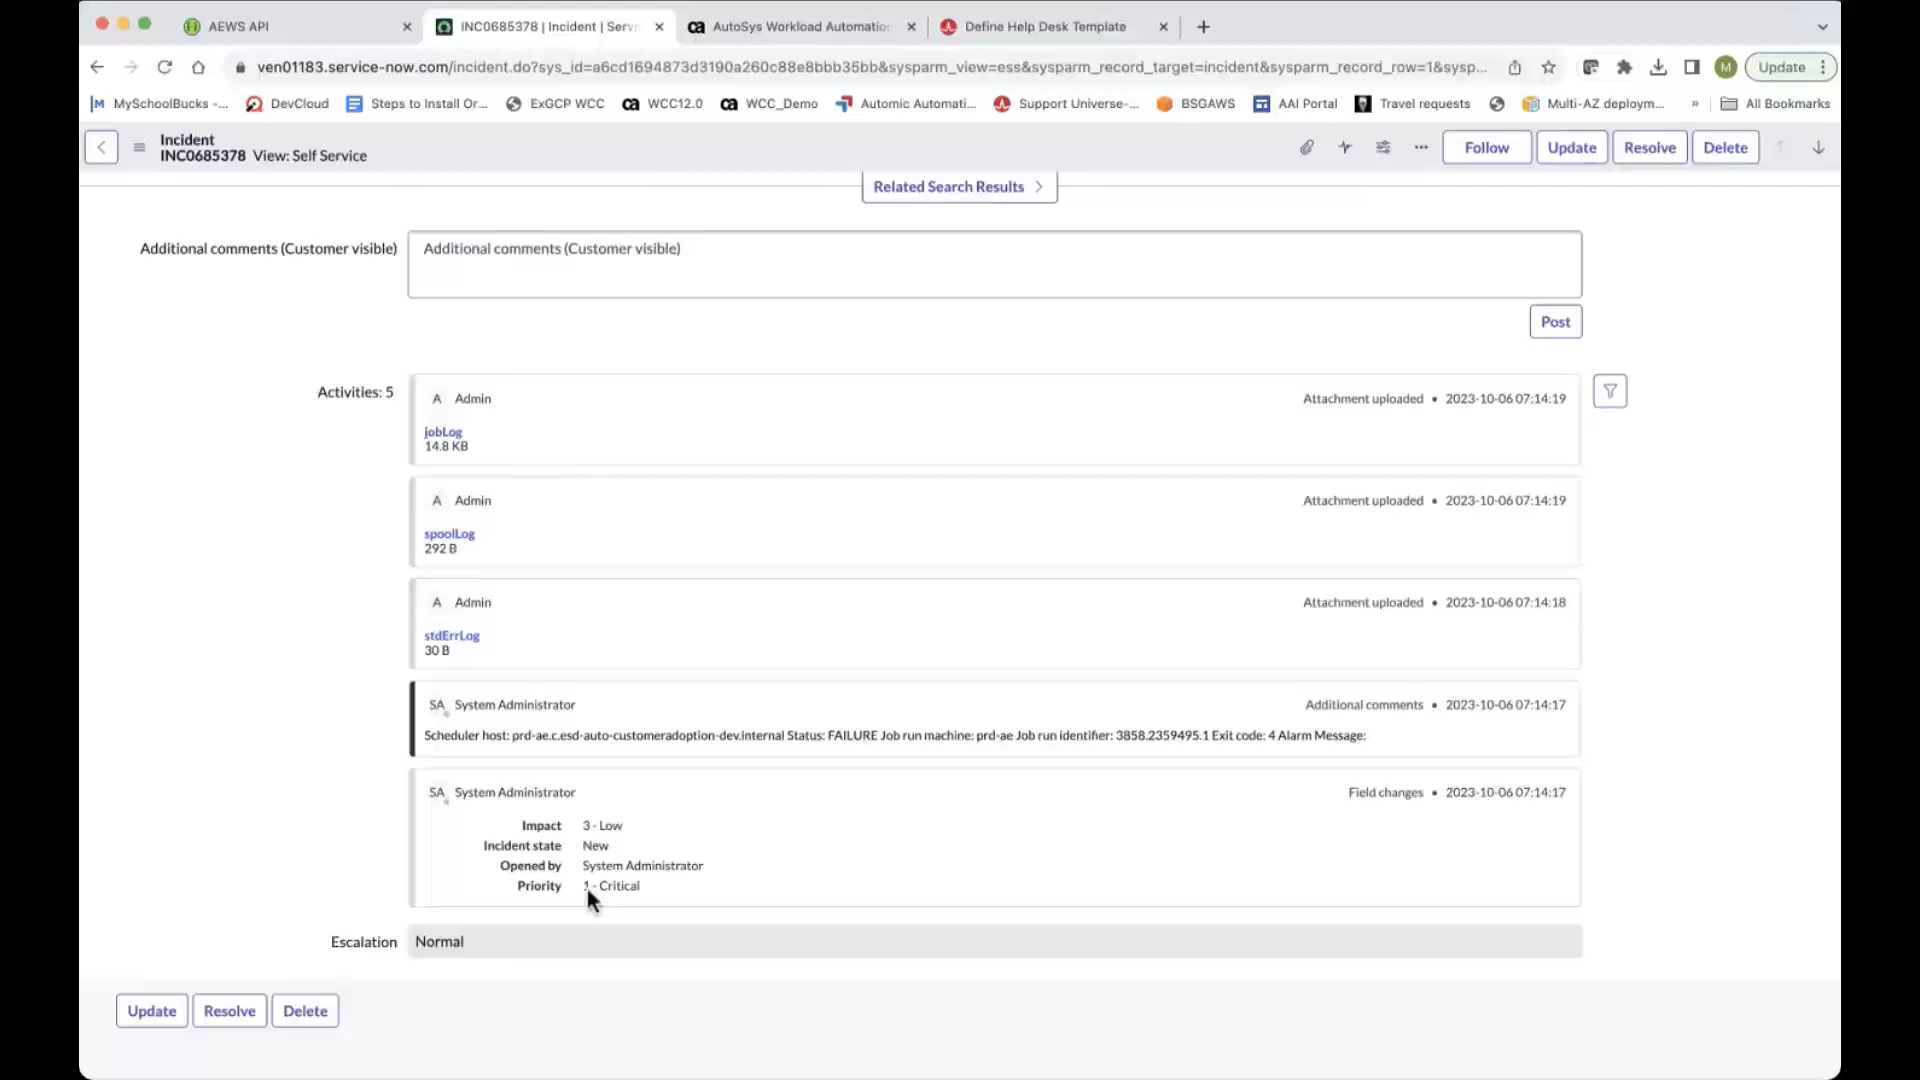 AEWS API
INC0685378 | Incident | Serv
AutoSys Workload Automation
Define Help Desk Template
ven01183.service-now.com/incident.do?sys_id=a6cd1694873d3190a260c88e8bbb35bb&sysparm_view=ess&sysparm_record_target=incident&sysparm_record_row=1&sysp...
M
Update
MySchoolBucks -...
DevCloud
Steps to Install Or...
ExGCP WCC
WCC12.0
WCC_Demo
Automic Automati...
Support Universe-...
BSGAWS
AAI Portal
Travel requests
Multi-AZ deploym...
»
All Bookmarks
Incident
INC0685378 View: Self Service
Follow
Update
Resolve
Delete
Related Search Results
Additional comments (Customer visible)
Additional comments (Customer visible)
Post
Activities: 5
A Admin
Attachment uploaded • 2023-10-06 07:14:19
jobLog
14.8 KB
A Admin
Attachment uploaded • 2023-10-06 07:14:19
spoolLog
292 B
A Admin
Attachment uploaded • 2023-10-06 07:14:18
stdErrLog
30 B
SA System Administrator
Additional comments • 2023-10-06 07:14:17
Scheduler host: prd-ae.c.esd-auto-customeradoption-dev.internal Status: FAILURE Job run machine: prd-ae Job run identifier: 3858.2359495.1 Exit code: 4 Alarm Message:
SA System Administrator
Field changes • 2023-10-06 07:14:17
Impact 3 - Low
Incident state New
Opened by System Administrator
Priority 1 - Critical
Escalation Normal
Update
Resolve
Delete